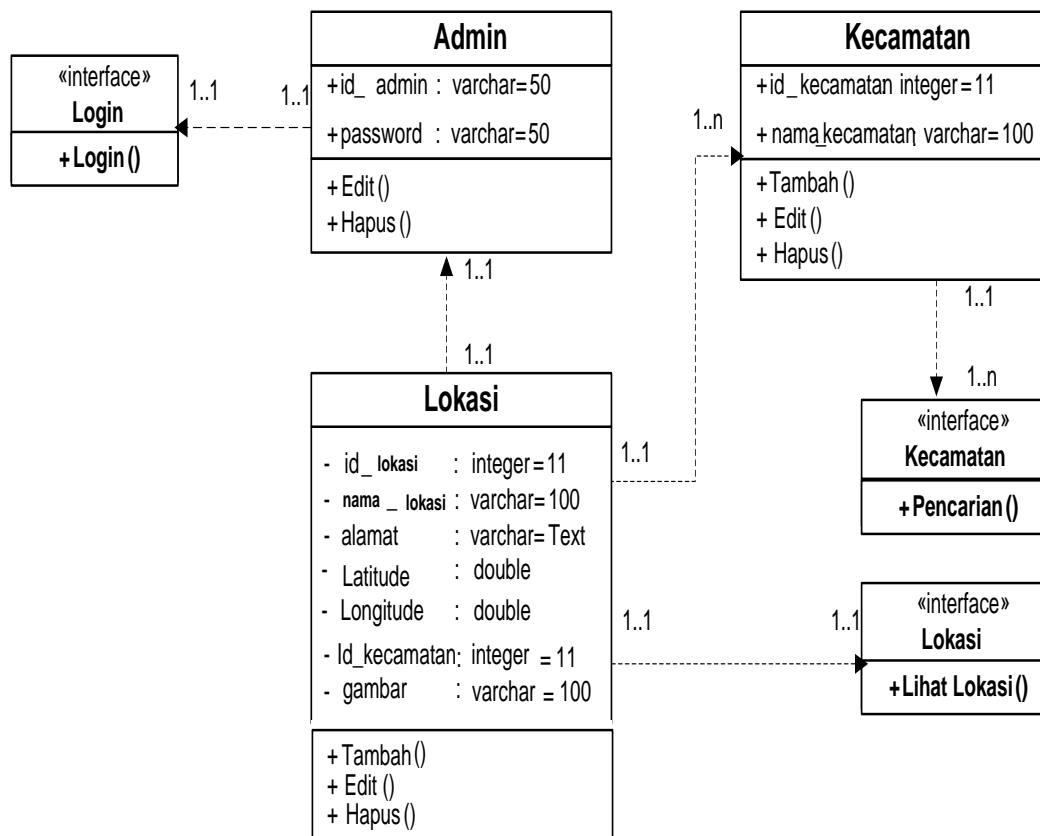 «interface»
Login
+Login()
1..1
1..1
Admin
+id_ admin : varchar=50
+password : varchar=50
+Edit()
+Hapus()
1..1
1..1
Kecamatan
+id_kecamatan integer=11
+nama_kecamatan; varchar=100
+Tambah()
+ Edit()
+ Hapus()
1..n
1..1
1..1
1..n
«interface»
Kecamatan
+Pencarian()
Lokasi
- id_ lokasi : integer=11
- nama _ lokasi : varchar=100
- alamat : varchar=Text
- Latitude : double
- Longitude : double
- Id_kecamatan: integer =11
- gambar : varchar =100
+Tambah()
+ Edit ()
+ Hapus()
1..1
1..1
«interface»
Lokasi
+Lihat Lokasi()